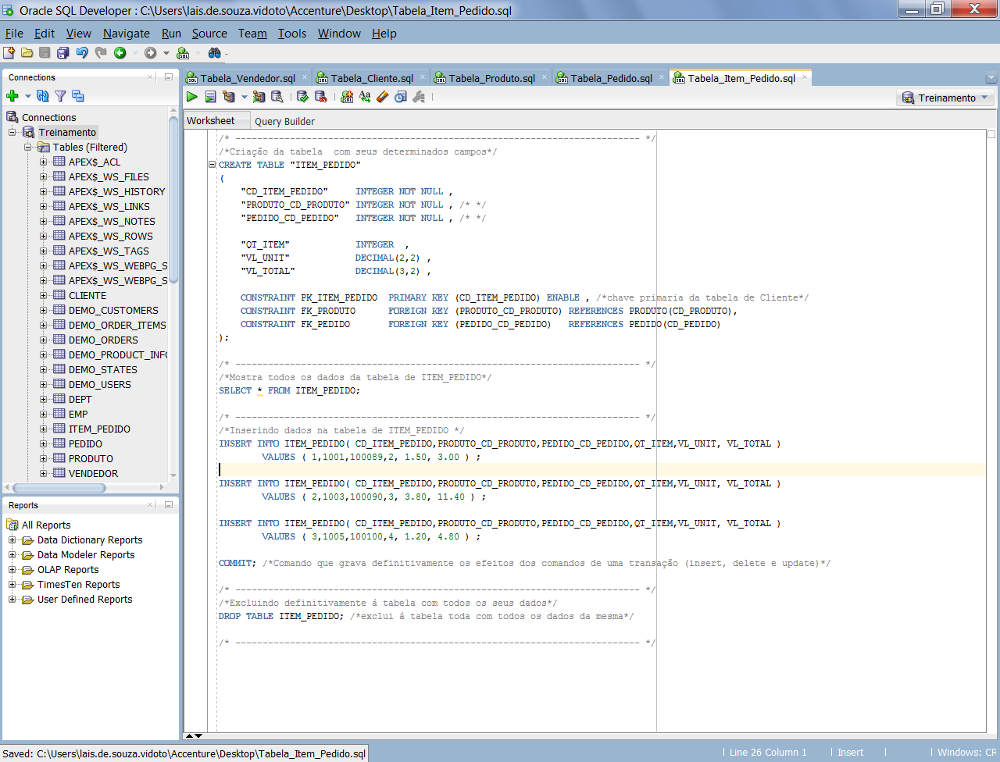 Oracle SQL Developer : C:\Users\lais.de.souza.vidoto\Accenture\Desktop\Tabela_Item_Pedido.sql
File Edit View Navigate Run Source Team Tools Window Help
Connections
Connections
Treinamento
Tables (Filtered)
APEX$_ACL
APEX$_WS_FILES
APEX$_WS_HISTORY
APEX$_WS_LINKS
APEX$_WS_NOTES
APEX$_WS_ROWS
APEX$_WS_TAGS
APEX$_WS_WEBPG_S
APEX$_WS_WEBPG_S
CLIENTE
DEMO_CUSTOMERS
DEMO_ORDER_ITEMS
DEMO_ORDERS
DEMO_PRODUCT_INFO
DEMO_STATES
DEMO_USERS
DEPT
EMP
ITEM_PEDIDO
PEDIDO
PRODUTO
VENDEDOR
Reports
All Reports
Data Dictionary Reports
Data Modeler Reports
OLAP Reports
TimesTen Reports
User Defined Reports
Tabela_Vendedor.sql Tabela_Cliente.sql Tabela_Produto.sql Tabela_Pedido.sql Tabela_Item_Pedido.sql
Treinamento
Worksheet Query Builder
/* -------------------------------------------------------------------------- */
/*Criação da tabela  com seus determinados campos*/
CREATE TABLE "ITEM_PEDIDO"
(
"CD_ITEM_PEDIDO" INTEGER NOT NULL ,
"PRODUTO_CD_PRODUTO" INTEGER NOT NULL , /* */
"PEDIDO_CD_PEDIDO" INTEGER NOT NULL , /* */
"QT_ITEM" INTEGER ,
"VL_UNIT" DECIMAL(2,2) ,
"VL_TOTAL" DECIMAL(3,2) ,
CONSTRAINT PK_ITEM_PEDIDO PRIMARY KEY (CD_ITEM_PEDIDO) ENABLE , /*chave primaria da tabela de Cliente*/
CONSTRAINT FK_PRODUTO FOREIGN KEY (PRODUTO_CD_PRODUTO) REFERENCES PRODUTO(CD_PRODUTO),
CONSTRAINT FK_PEDIDO FOREIGN KEY (PEDIDO_CD_PEDIDO) REFERENCES PEDIDO(CD_PEDIDO)
);
/* -------------------------------------------------------------------------- */
/*Mostra todos os dados da tabela de ITEM_PEDIDO*/
SELECT * FROM ITEM_PEDIDO;
/* -------------------------------------------------------------------------- */
/*Inserindo dados na tabela de ITEM_PEDIDO */
INSERT INTO ITEM_PEDIDO( CD_ITEM_PEDIDO,PRODUTO_CD_PRODUTO,PEDIDO_CD_PEDIDO,QT_ITEM,VL_UNIT, VL_TOTAL )
VALUES ( 1,1001,100089,2, 1.50, 3.00 ) ;
INSERT INTO ITEM_PEDIDO( CD_ITEM_PEDIDO,PRODUTO_CD_PRODUTO,PEDIDO_CD_PEDIDO,QT_ITEM,VL_UNIT, VL_TOTAL )
VALUES ( 2,1003,100090,3, 3.80, 11.40 ) ;
INSERT INTO ITEM_PEDIDO( CD_ITEM_PEDIDO,PRODUTO_CD_PRODUTO,PEDIDO_CD_PEDIDO,QT_ITEM,VL_UNIT, VL_TOTAL )
VALUES ( 3,1005,100100,4, 1.20, 4.80 ) ;
COMMIT; /*Comando que grava definitivamente os efeitos dos comandos de uma transação (insert, delete e update)*/
/* -------------------------------------------------------------------------- */
/*Excluindo definitivamente á tabela com todos os seus dados*/
DROP TABLE ITEM_PEDIDO; /*exclui á tabela toda com todos os dados da mesma*/
/* -------------------------------------------------------------------------- */
Saved: C:\Users\lais.de.souza.vidoto\Accenture\Desktop\Tabela_Item_Pedido.sql
Line 26 Column 1 Insert Windows: CR